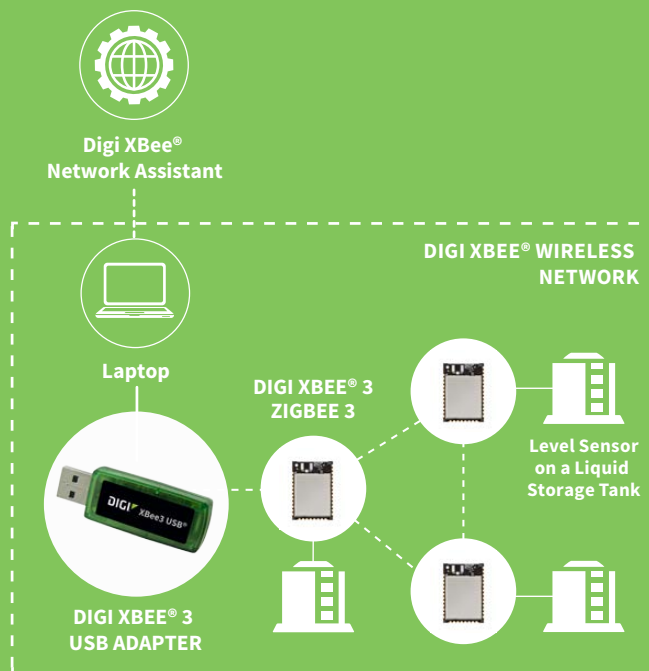 Digi XBee®
Network Assistant
DIGI XBEE® WIRELESS
NETWORK
Laptop
DIGI XBEE® 3
ZIGBEE 3
Level Sensor
on a Liquid
Storage Tank
DIGI XBee3 USB®
DIGI XBEE® 3
USB ADAPTER